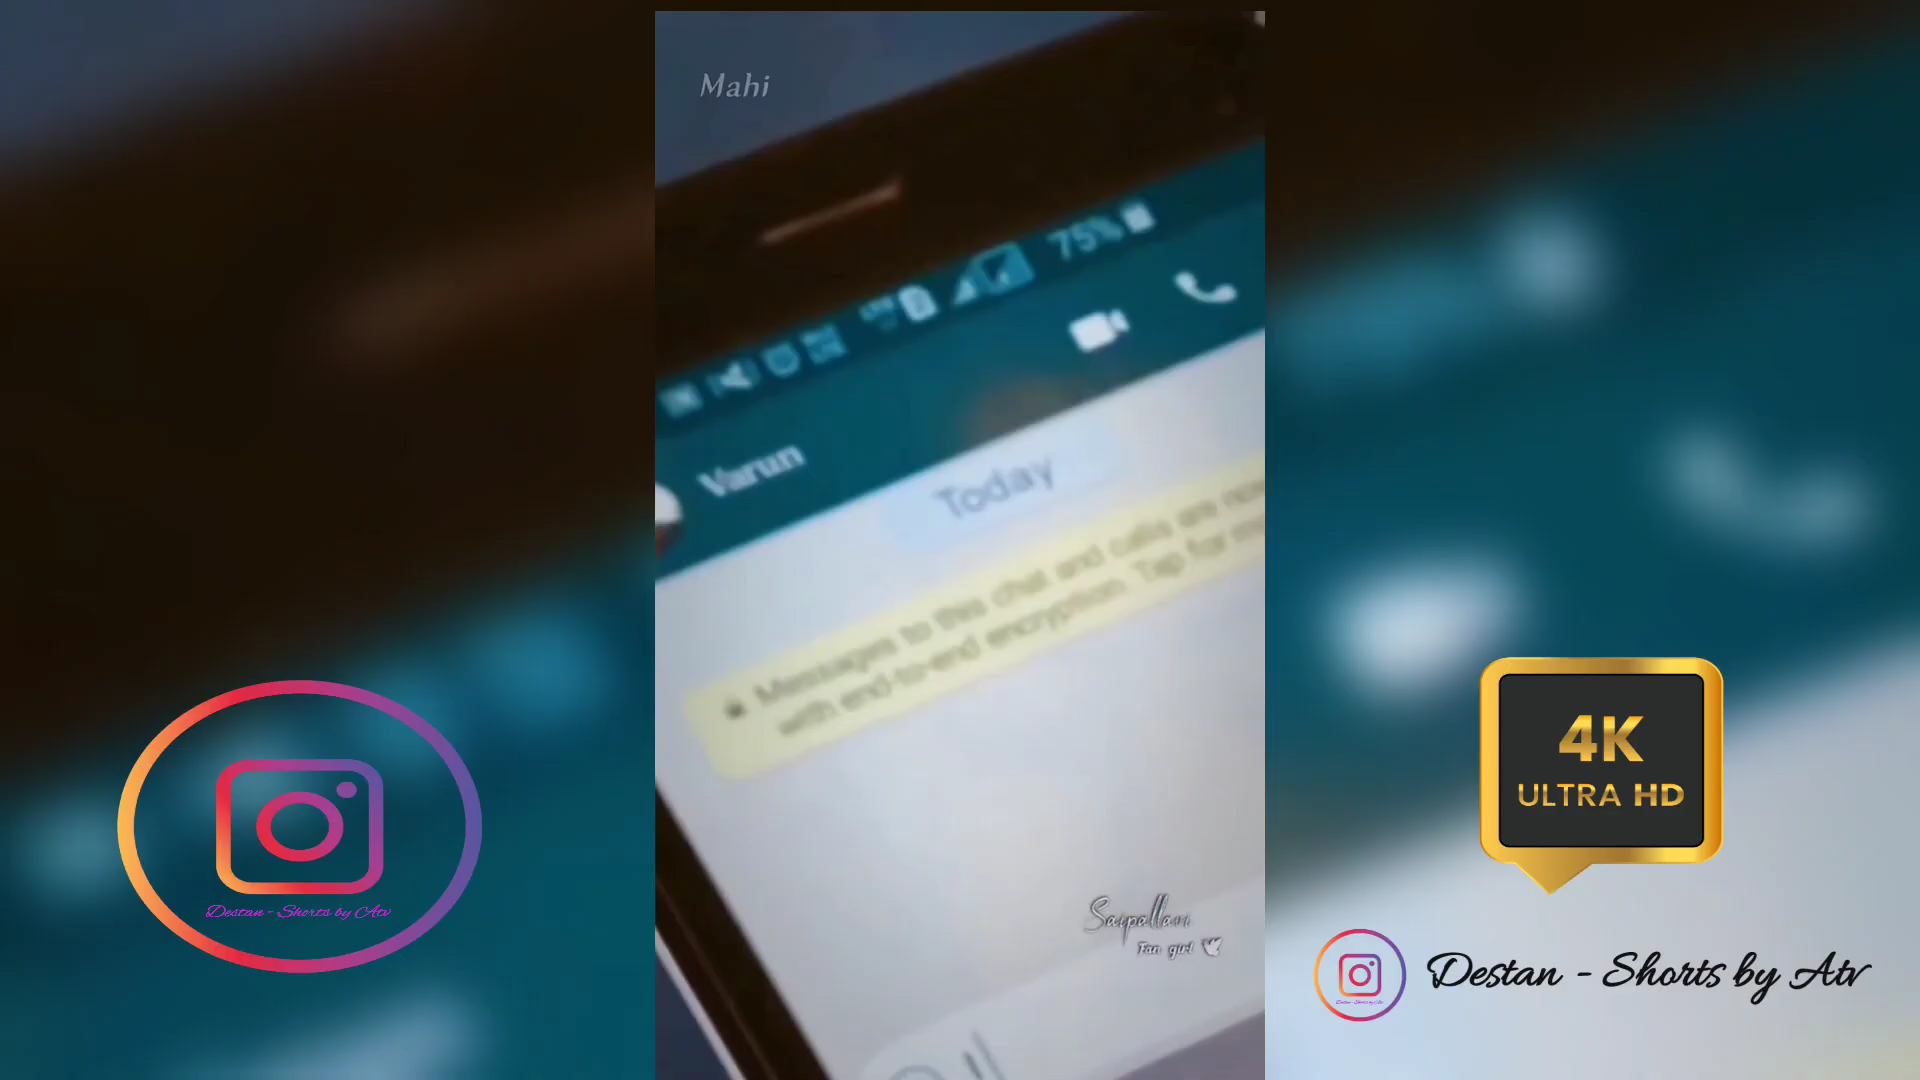 Mahi
75%
Varun
Today
Messages to this chat and calls are now
with end-to-end encryption. Tap for
Saipallavi
Fan girl
4K
ULTRA HD
Destan - Shorts by Atv
Destan - Shorts by Atv